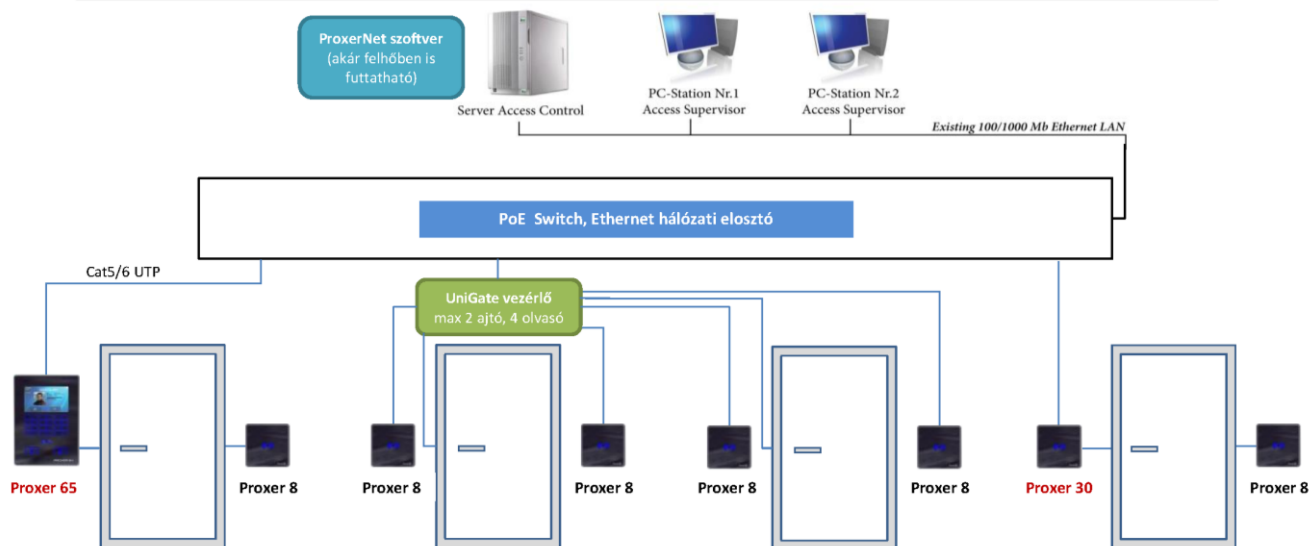 ProxerNet szoftver
(akár felhőben is
futtatható)
Server Access Control
PC-Station Nr.1
Access Supervisor
PC-Station Nr.2
Access Supervisor
Existing 100/1000 Mb Ethernet LAN
PoE Switch, Ethernet hálózati elosztó
Cat5/6 UTP
UniGate vezérlő
max 2 ajtó, 4 olvasó
Proxer 65
Proxer 8
Proxer 8
Proxer 8
Proxer 8
Proxer 8
Proxer 30
Proxer 8